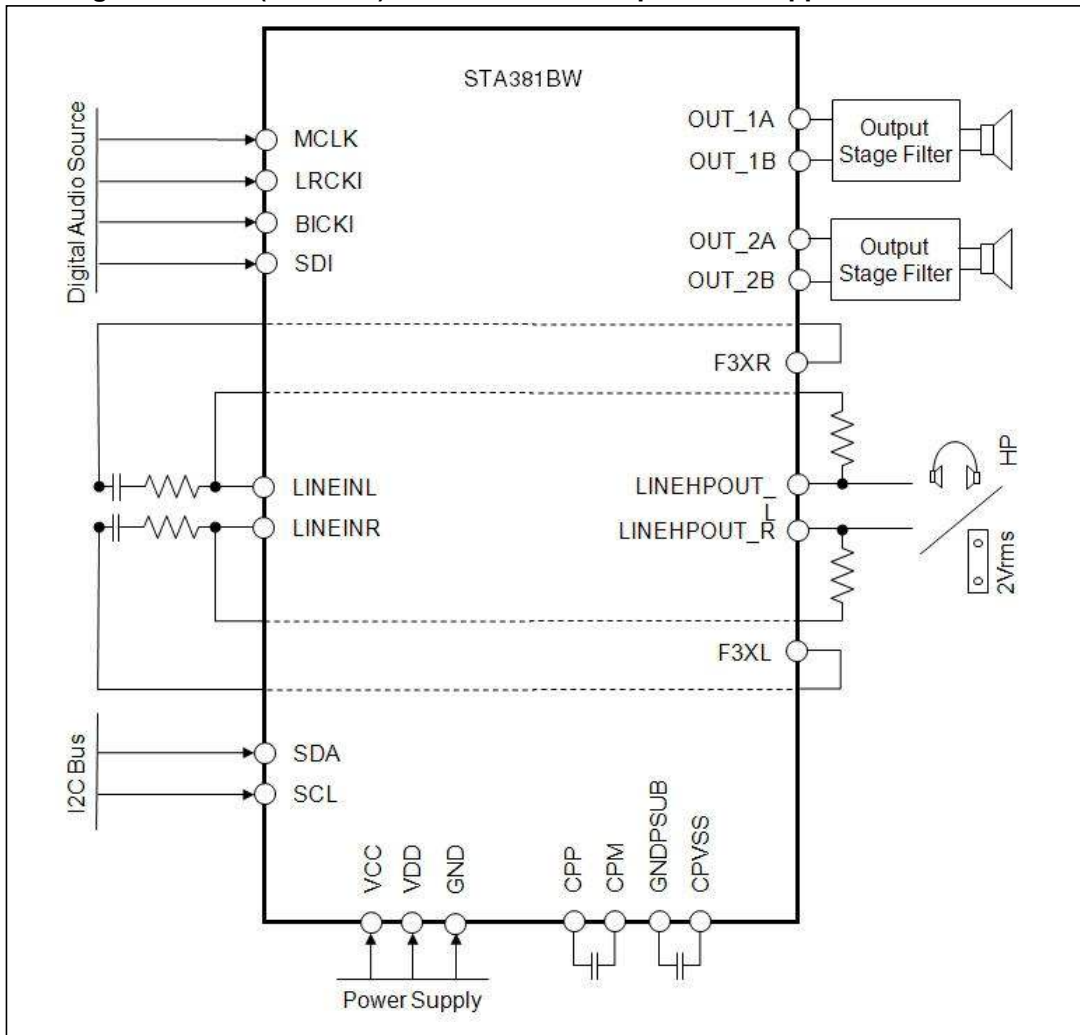 STA381BW
Digital Audio Source
MCLK
LRCKI
BICKI
SDI
OUT_1A
OUT_1B
Output
Stage Filter
OUT_2A
OUT_2B
Output
Stage Filter
F3XR
LINEINL
LINEINR
LINEHPOUT_
L
LINEHPOUT_R
HP
2Vrms
F3XL
I2C Bus
SDA
SCL
VCC
VDD
GND
CPP
CPM
GNDPSUB
CPVSS
Power Supply